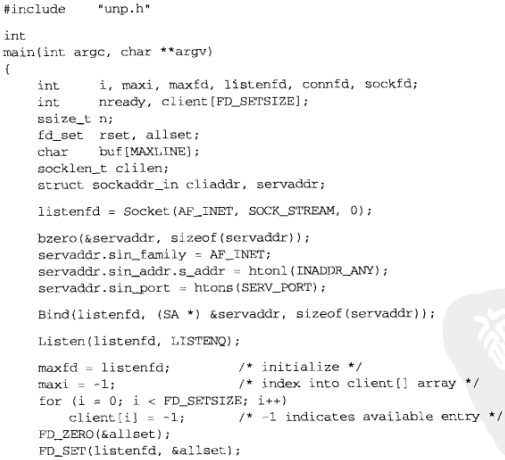 #include "unp.h"
int
main(int argc, char **argv)
{
int i, maxi, maxfd, listenfd, connfd, sockfd;
int nready, client[FD_SETSIZE];
ssize_t n;
fd_set rset, allset;
char buf[MAXLINE];
socklen_t clilen;
struct sockaddr_in cliaddr, servaddr;
listenfd = Socket(AF_INET, SOCK_STREAM, 0);
bzero(&servaddr, sizeof(servaddr));
servaddr.sin_family = AF_INET;
servaddr.sin_addr.s_addr = htonl(INADDR_ANY);
servaddr.sin_port = htons(SERV_PORT);
Bind(listenfd, (SA *) &servaddr, sizeof(servaddr));
Listen(listenfd, LISTENQ);
maxfd = listenfd; /* initialize */
maxi = -1; /* index into client[] array */
for (i = 0; i < FD_SETSIZE; i++)
client[i] = -1; /* -1 indicates available entry */
FD_ZERO(&allset);
FD_SET(listenfd, &allset);